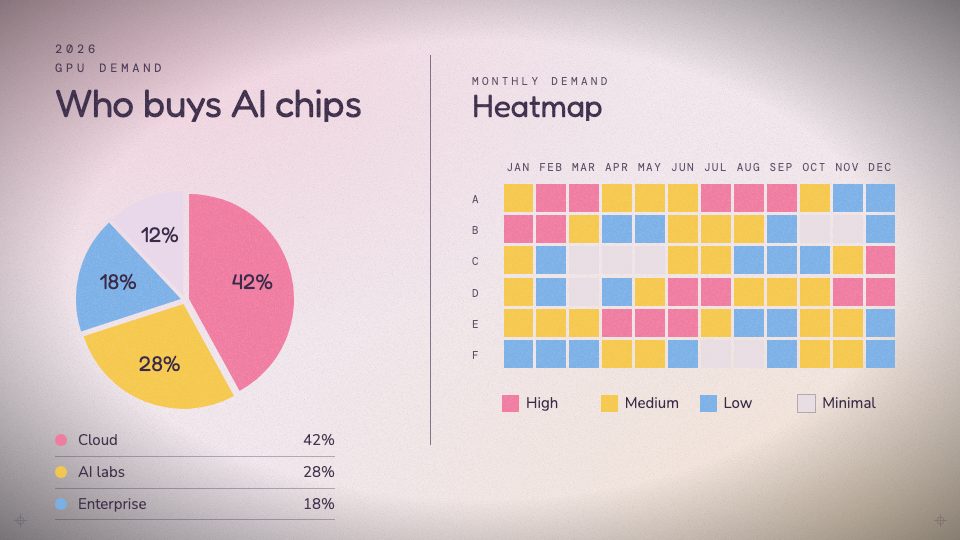 2026
GPU DEMAND
Who buys AI chips
12%
18%
42%
28%
Cloud 42%
AI labs 28%
Enterprise 18%
MONTHLY DEMAND
Heatmap
JAN FEB MAR APR MAY JUN JUL AUG SEP OCT NOV DEC
A
B
C
D
E
F
High Medium Low Minimal